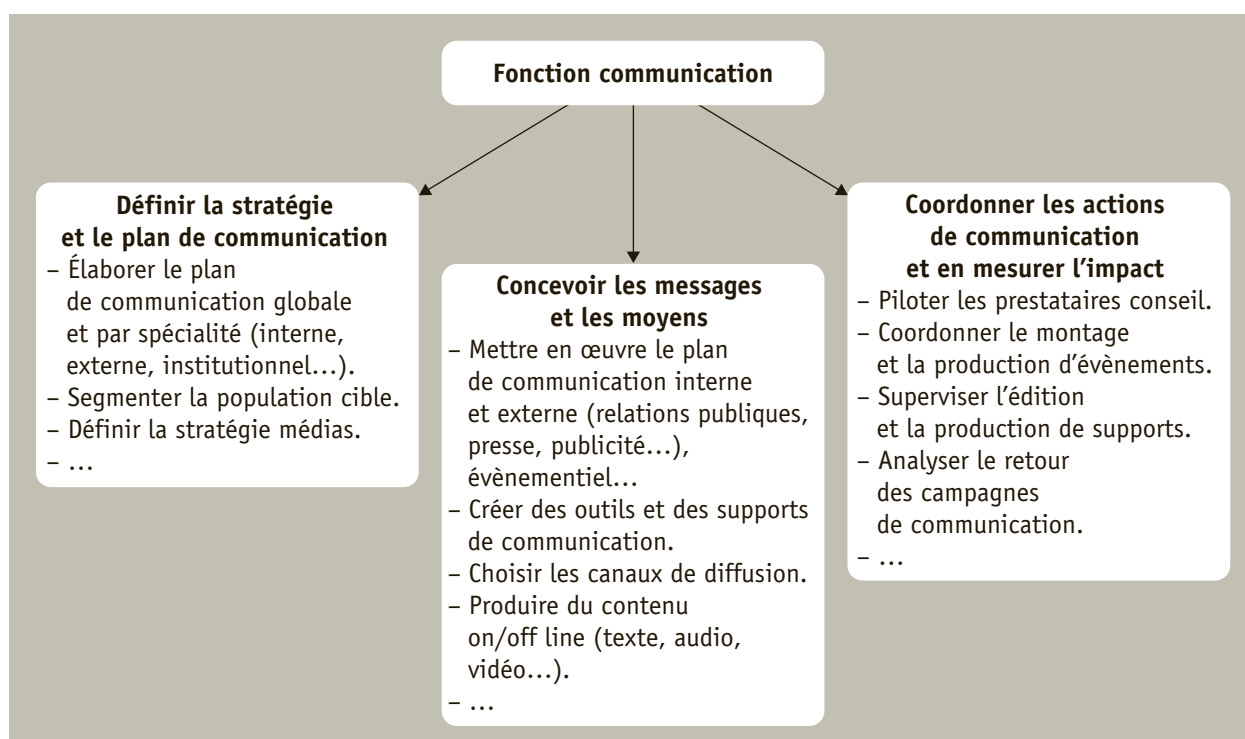 Fonction communication
Définir la stratégie
et le plan de communication
– Élaborer le plan
de communication globale
et par spécialité (interne,
externe, institutionnel…).
– Segmenter la population cible.
– Définir la stratégie médias.
– …
Concevoir les messages
et les moyens
– Mettre en œuvre le plan
de communication interne
et externe (relations publiques,
presse, publicité…),
évènementiel…
– Créer des outils et des supports
de communication.
– Choisir les canaux de diffusion.
– Produire du contenu
on/off line (texte, audio,
vidéo…).
– …
Coordonner les actions
de communication
et en mesurer l’impact
– Piloter les prestataires conseil.
– Coordonner le montage
et la production d’évènements.
– Superviser l’édition
et la production de supports.
– Analyser le retour
des campagnes
de communication.
– …